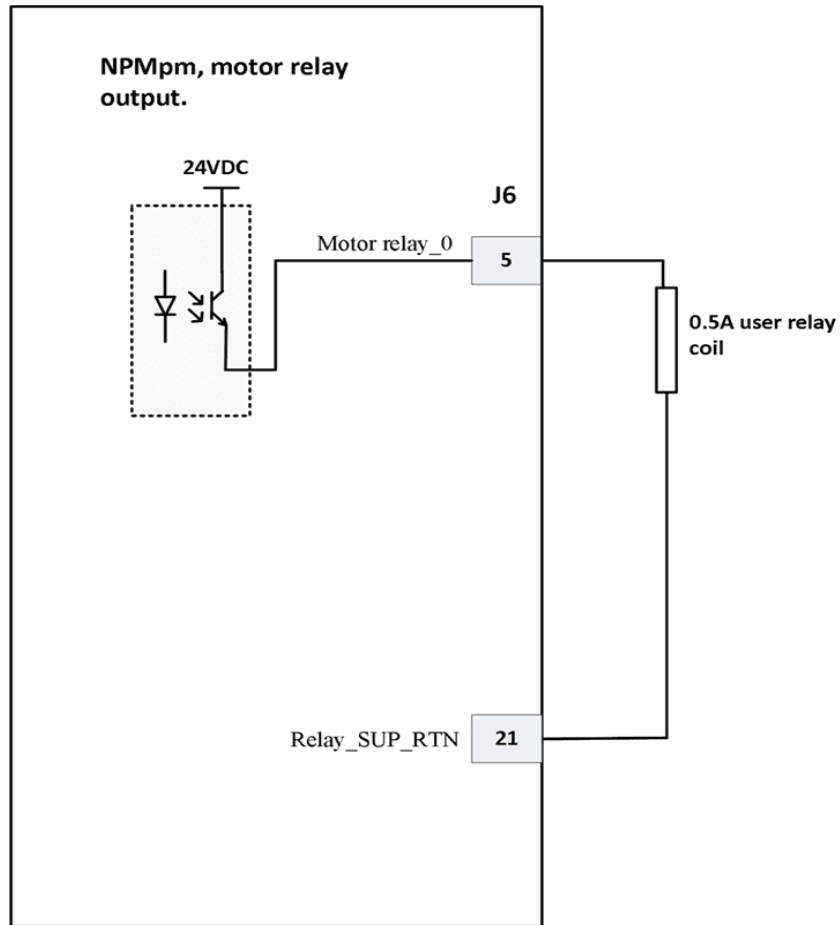 NPMpm, motor relay
output.
24VDC
J6
Motor relay_0
5
0.5A user relay
coil
Relay_SUP_RTN
21